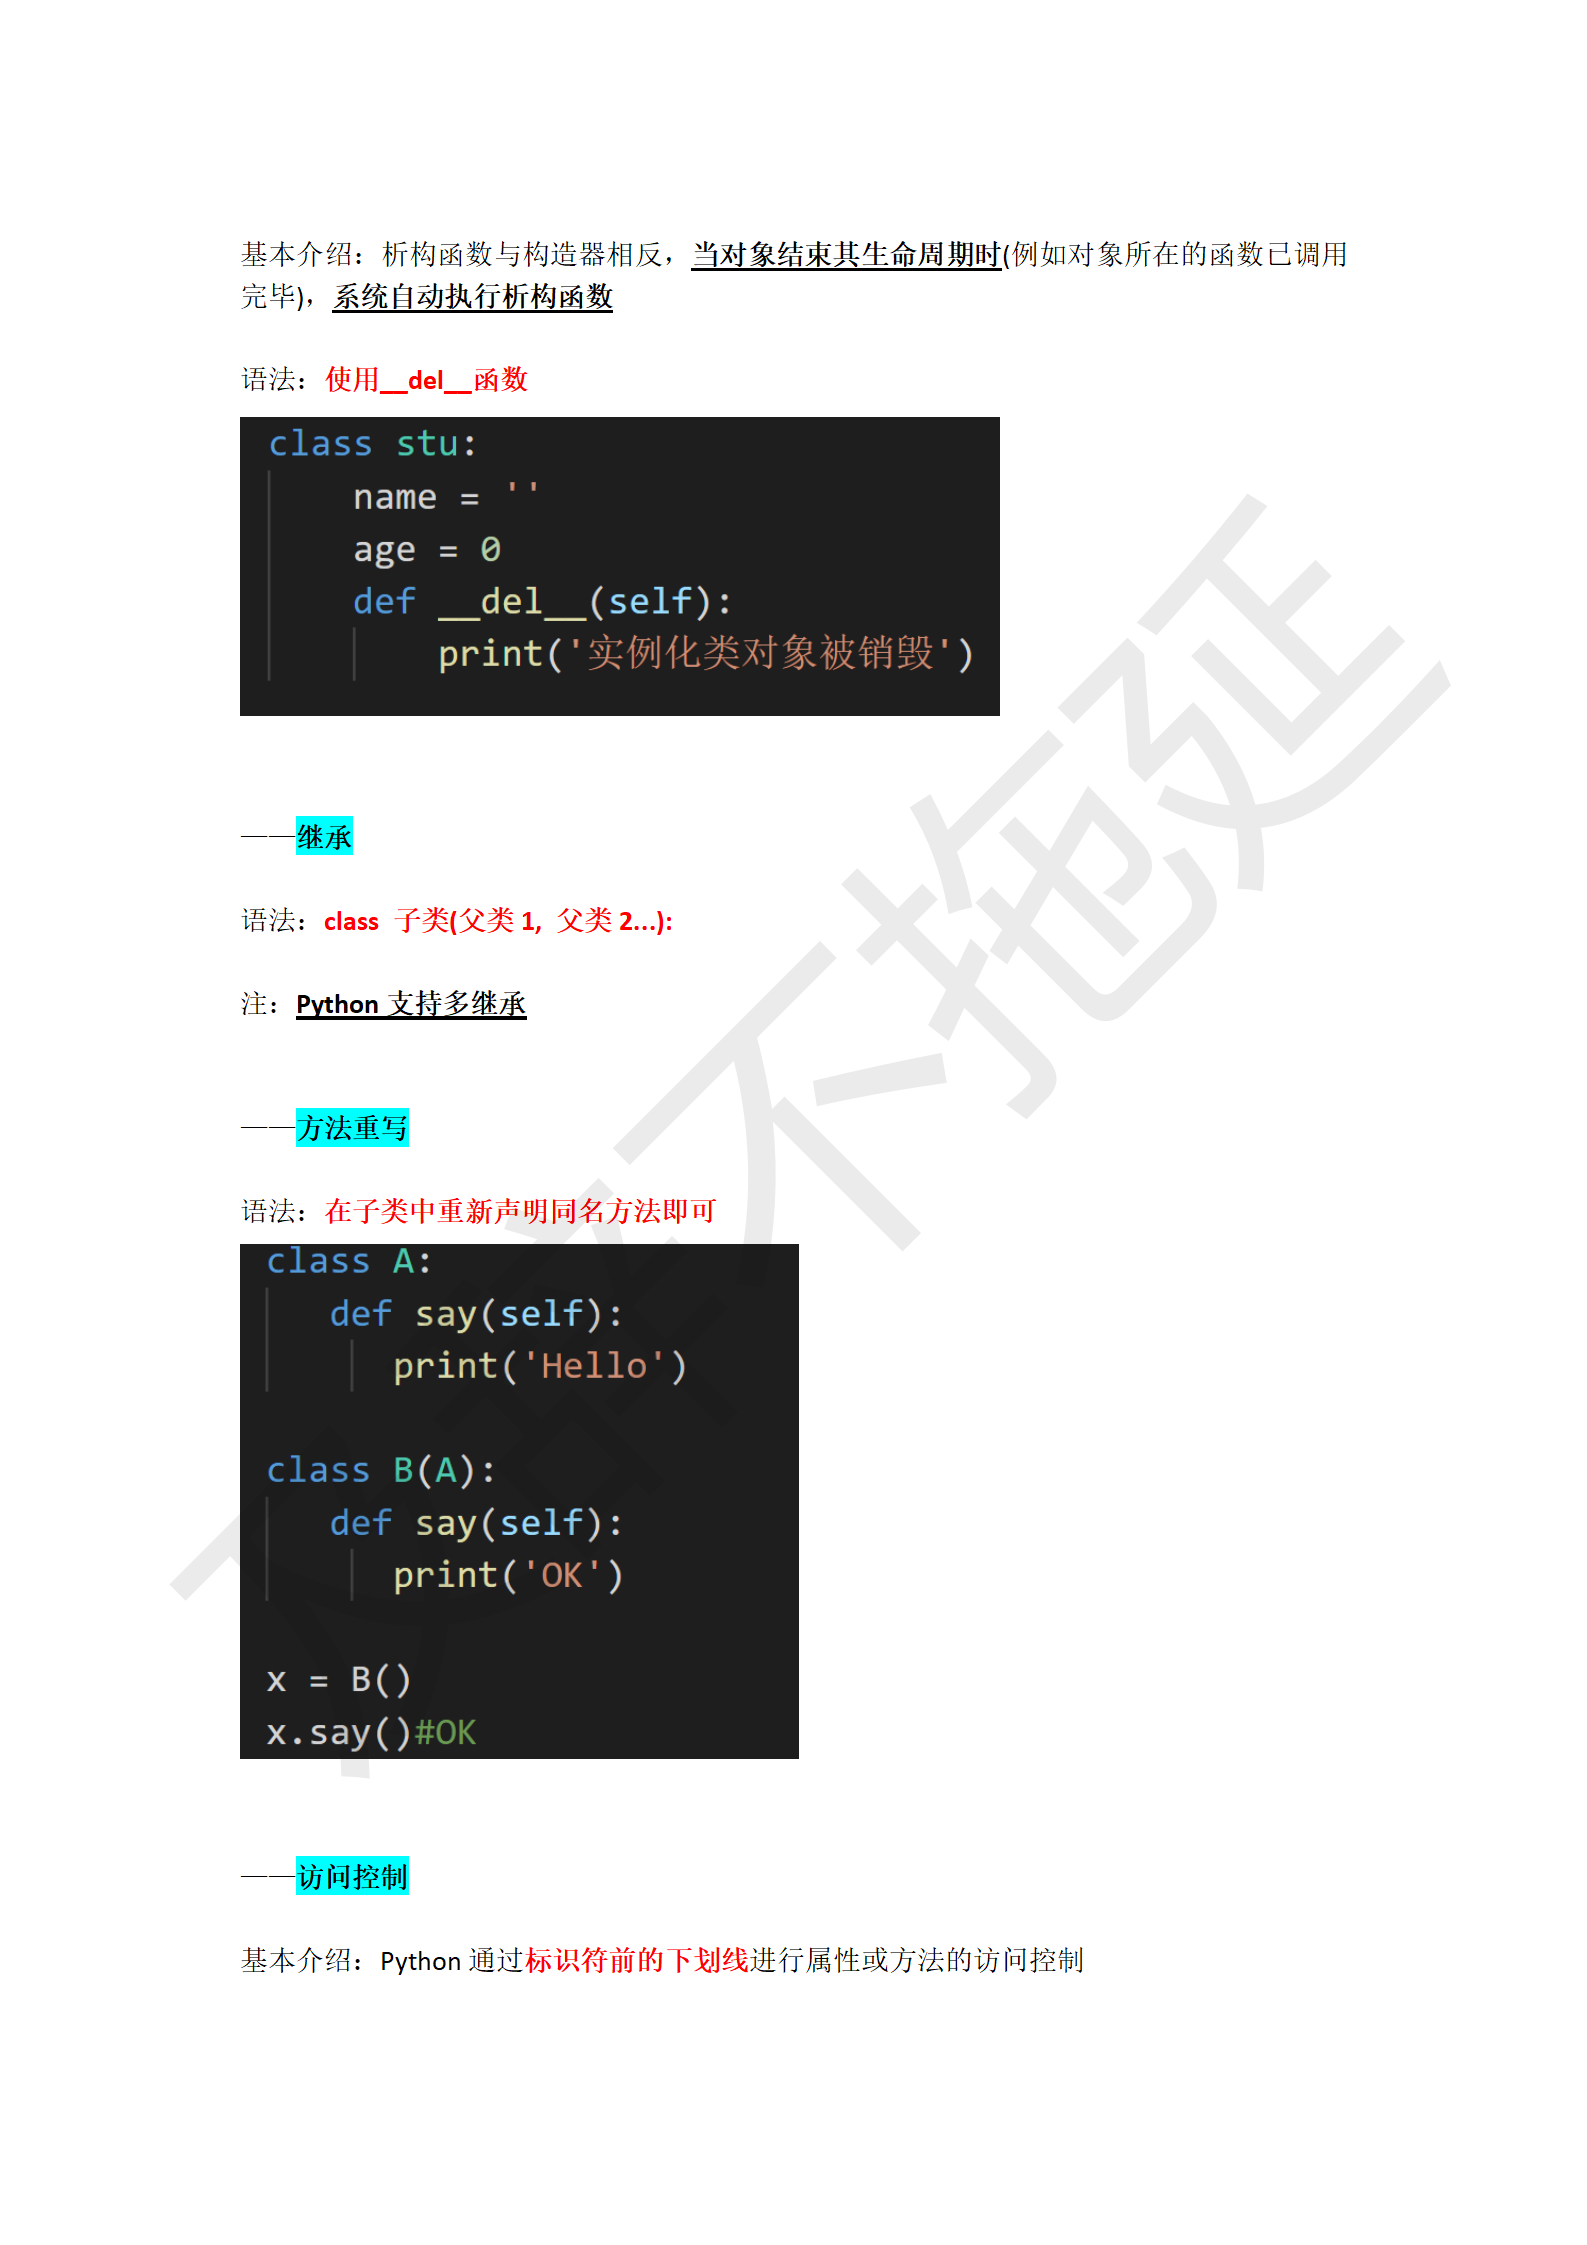 基本介绍：析构函数与构造器相反，当对象结束其生命周期时(例如对象所在的函数已调用
完毕)，系统自动执行析构函数
语法：使用__del__函数
class stu:
    name = ''
    age = 0
    def __del__(self):
        print('实例化类对象被销毁')
——继承
语法：class 子类(父类 1, 父类 2...):
注：Python 支持多继承
——方法重写
语法：在子类中重新声明同名方法即可
class A:
   def say(self):
      print('Hello')
class B(A):
   def say(self):
      print('OK')
x = B()
x.say()#OK
——访问控制
基本介绍：Python 通过标识符前的下划线进行属性或方法的访问控制
不拖延